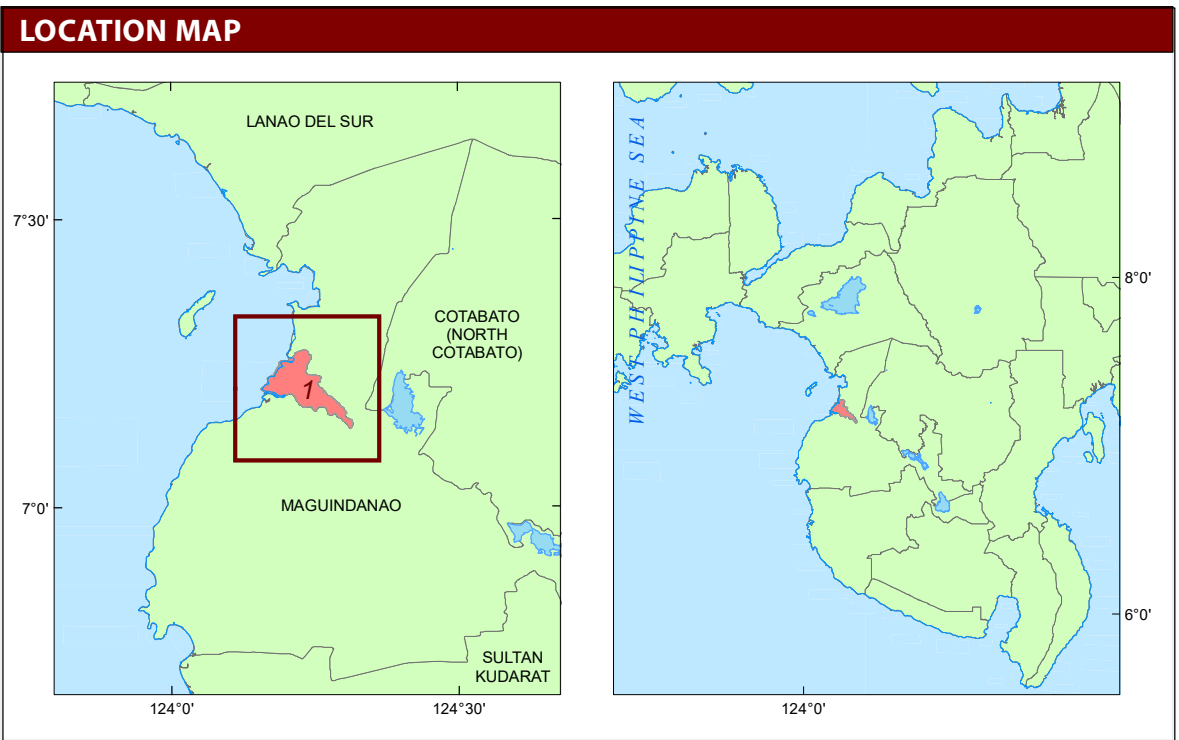 LOCATION MAP
LANAO DEL SUR
7°30'
COTABATO
(NORTH
COTABATO)
1
7°0'
MAGUINDANAO
SULTAN
KUDARAT
124°0'
124°30'
WEST PHILIPPINE SEA
8°0'
6°0'
124°0'